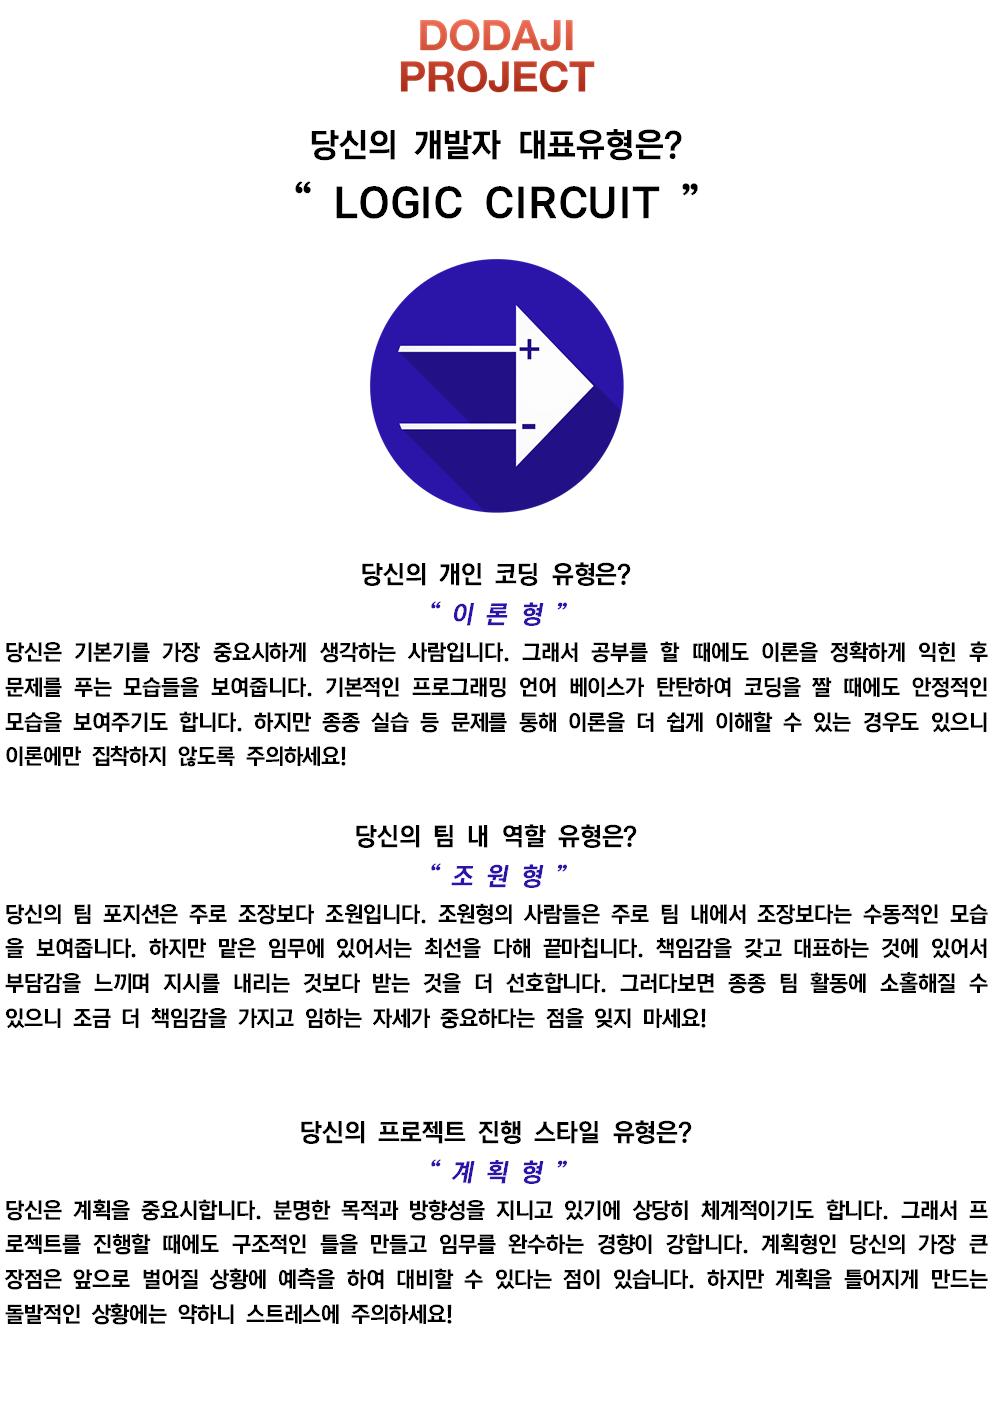 DODAJI
PROJECT
당신의 개발자 대표유형은?
“ LOGIC CIRCUIT ”
+
-
당신의 개인 코딩 유형은?
“ 이 론 형 ”
당신은 기본기를 가장 중요시하게 생각하는 사람입니다. 그래서 공부를 할 때에도 이론을 정확하게 익힌 후
문제를 푸는 모습들을 보여줍니다. 기본적인 프로그래밍 언어 베이스가 탄탄하여 코딩을 짤 때에도 안정적인
모습을 보여주기도 합니다. 하지만 종종 실습 등 문제를 통해 이론을 더 쉽게 이해할 수 있는 경우도 있으니
이론에만 집착하지 않도록 주의하세요!
당신의 팀 내 역할 유형은?
“ 조 원 형 ”
당신의 팀 포지션은 주로 조장보다 조원입니다. 조원형의 사람들은 주로 팀 내에서 조장보다는 수동적인 모습
을 보여줍니다. 하지만 맡은 임무에 있어서는 최선을 다해 끝마칩니다. 책임감을 갖고 대표하는 것에 있어서
부담감을 느끼며 지시를 내리는 것보다 받는 것을 더 선호합니다. 그러다보면 종종 팀 활동에 소홀해질 수
있으니 조금 더 책임감을 가지고 임하는 자세가 중요하다는 점을 잊지 마세요!
당신의 프로젝트 진행 스타일 유형은?
“ 계 획 형 ”
당신은 계획을 중요시합니다. 분명한 목적과 방향성을 지니고 있기에 상당히 체계적이기도 합니다. 그래서 프
로젝트를 진행할 때에도 구조적인 틀을 만들고 임무를 완수하는 경향이 강합니다. 계획형인 당신의 가장 큰
장점은 앞으로 벌어질 상황에 예측을 하여 대비할 수 있다는 점이 있습니다. 하지만 계획을 틀어지게 만드는
돌발적인 상황에는 약하니 스트레스에 주의하세요!